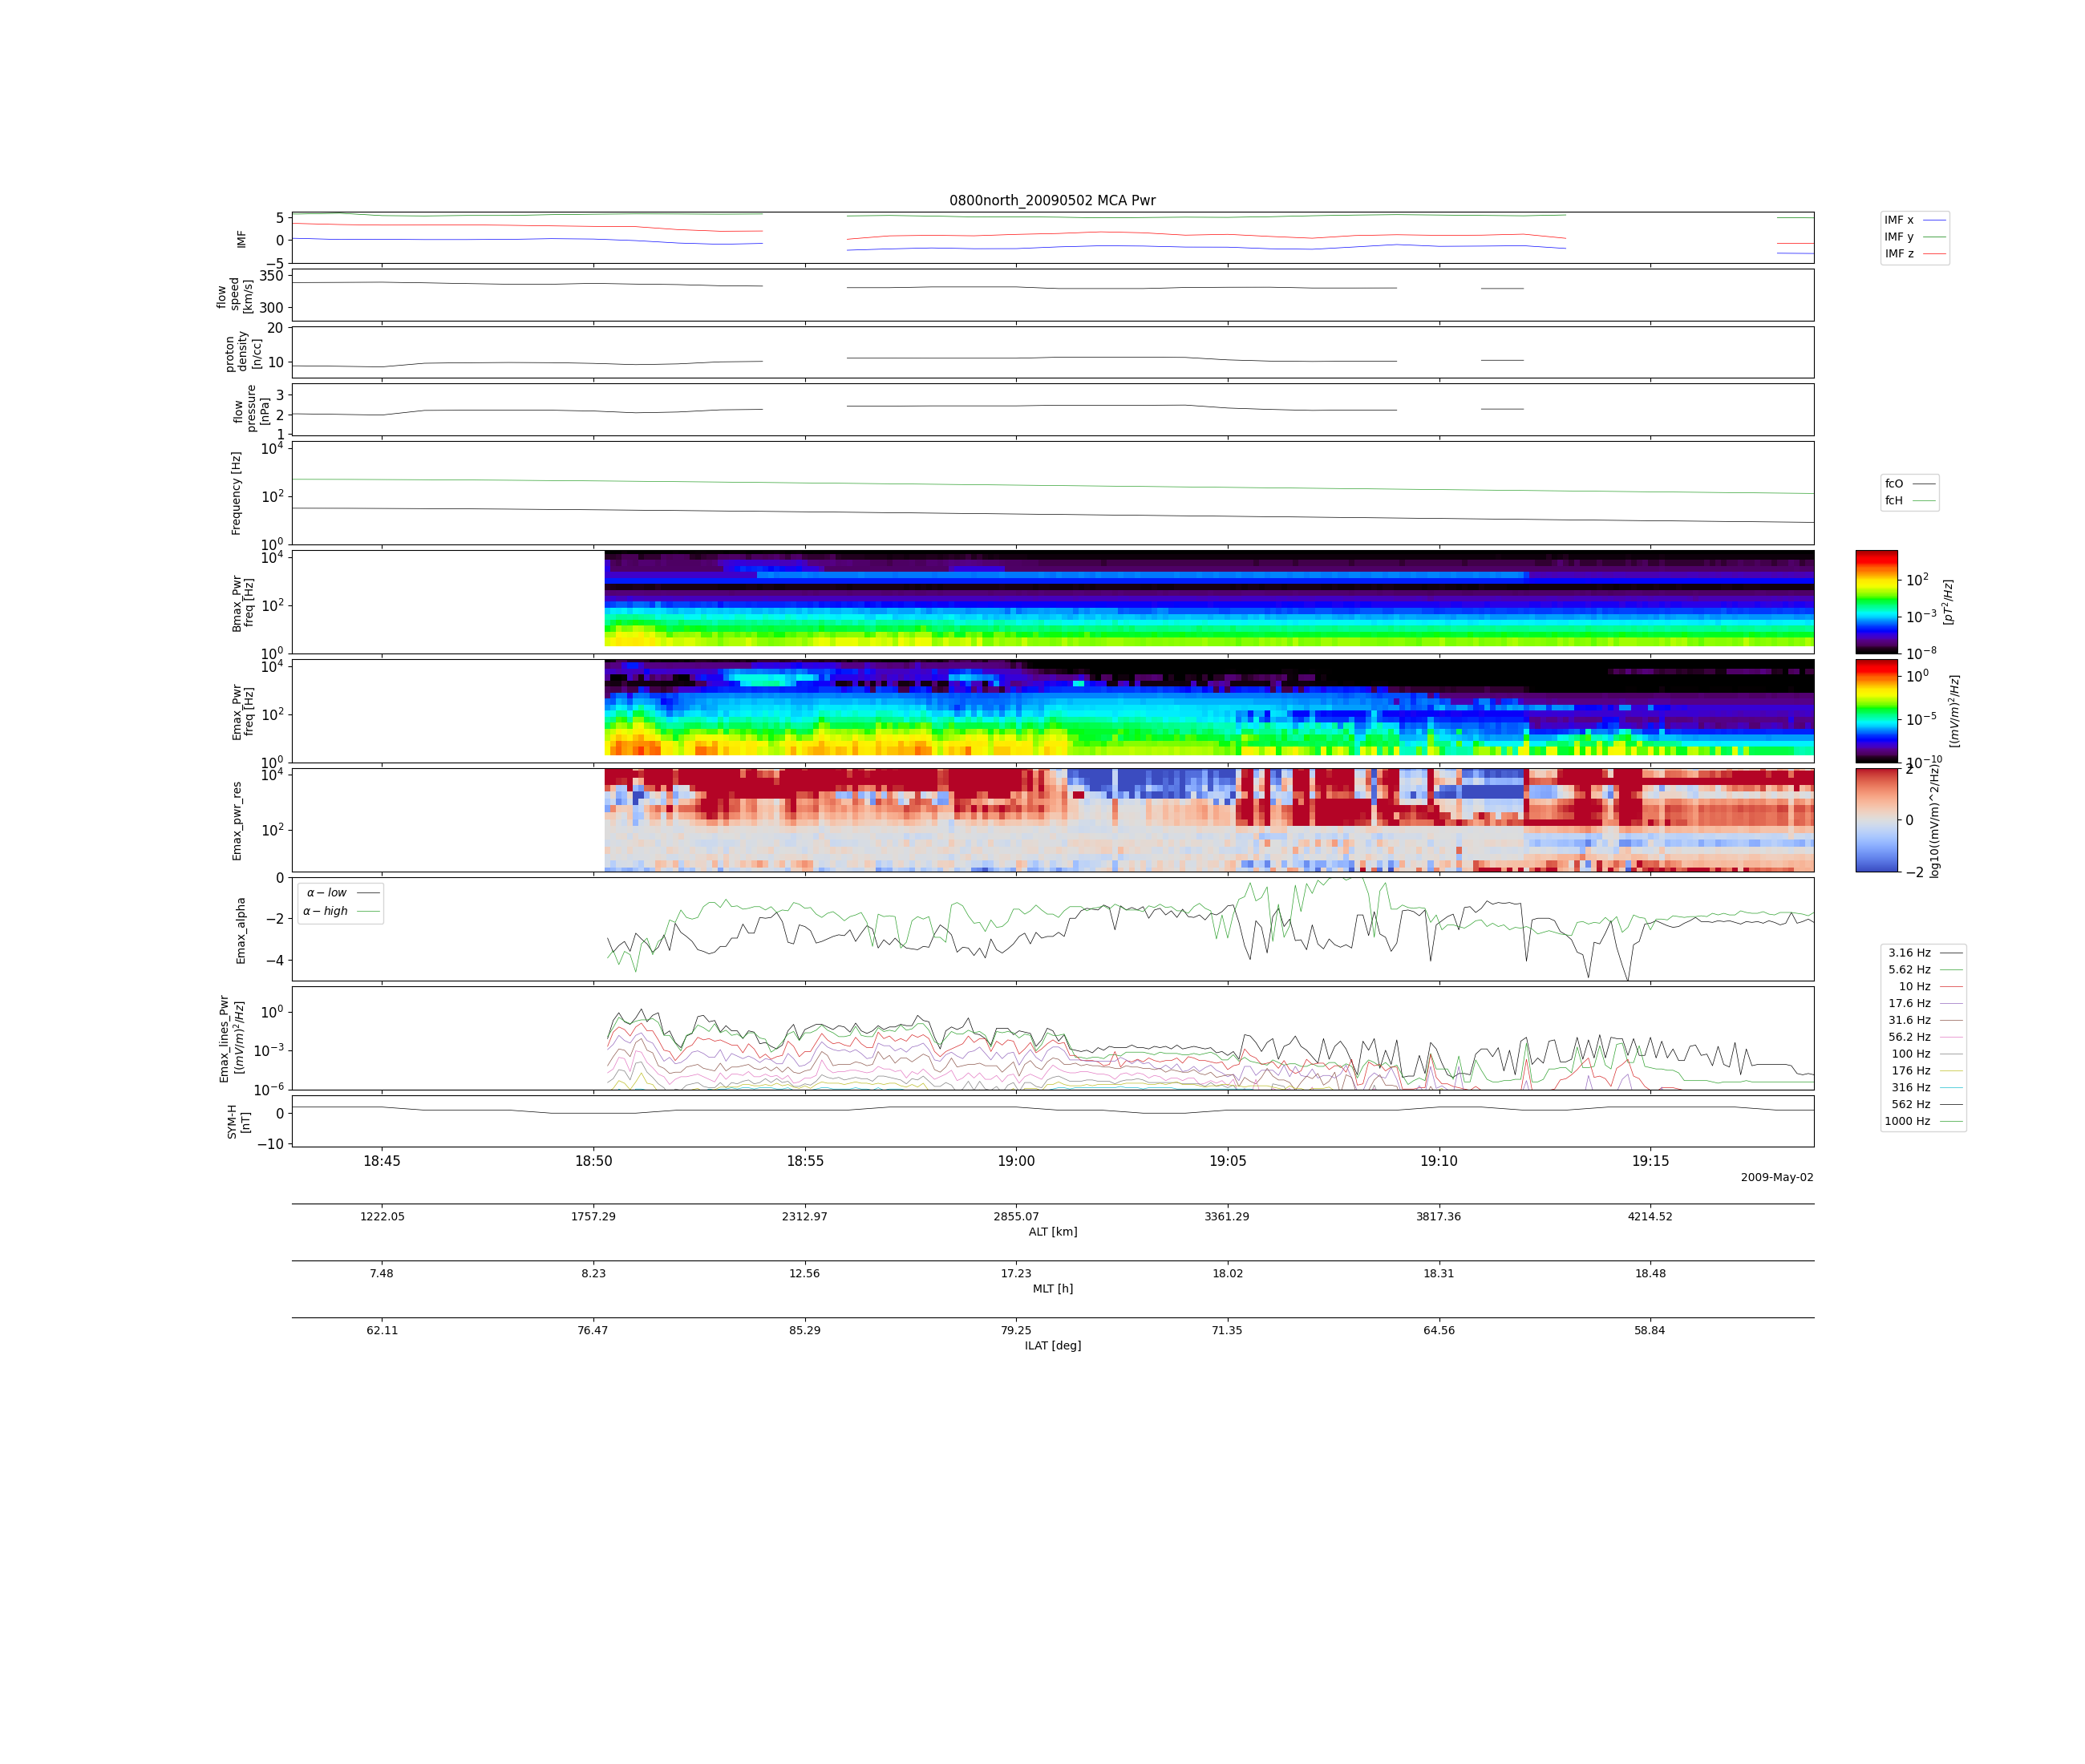 0800north_20090502 MCA Pwr
IMF
5
0
−5
IMF x
IMF y
IMF z
flow
speed
[km/s]
350
300
proton
density
[n/cc]
20
10
flow
pressure
[nPa]
3
2
1
Frequency [Hz]
10^4
10^2
10^0
fcO
fcH
Bmax_Pwr
freq [Hz]
10^4
10^2
10^0
10^2
10^−3
10^−8
[pT^2/Hz]
Emax_Pwr
freq [Hz]
10^4
10^2
10^0
10^0
10^−5
10^−10
[(mV/m)^2/Hz]
Emax_pwr_res
10^4
10^2
2
0
−2
log10((mV/m)^2/Hz)
Emax_alpha
0
−2
−4
α − low
α − high
Emax_lines_Pwr
[(mV/m)^2/Hz]
10^0
10^−3
10^−6
3.16 Hz
5.62 Hz
10 Hz
17.6 Hz
31.6 Hz
56.2 Hz
100 Hz
176 Hz
316 Hz
562 Hz
1000 Hz
SYM-H
[nT]
0
−10
18:45 18:50 18:55 19:00 19:05 19:10 19:15
2009-May-02
1222.05 1757.29 2312.97 2855.07 3361.29 3817.36 4214.52
ALT [km]
7.48 8.23 12.56 17.23 18.02 18.31 18.48
MLT [h]
62.11 76.47 85.29 79.25 71.35 64.56 58.84
ILAT [deg]